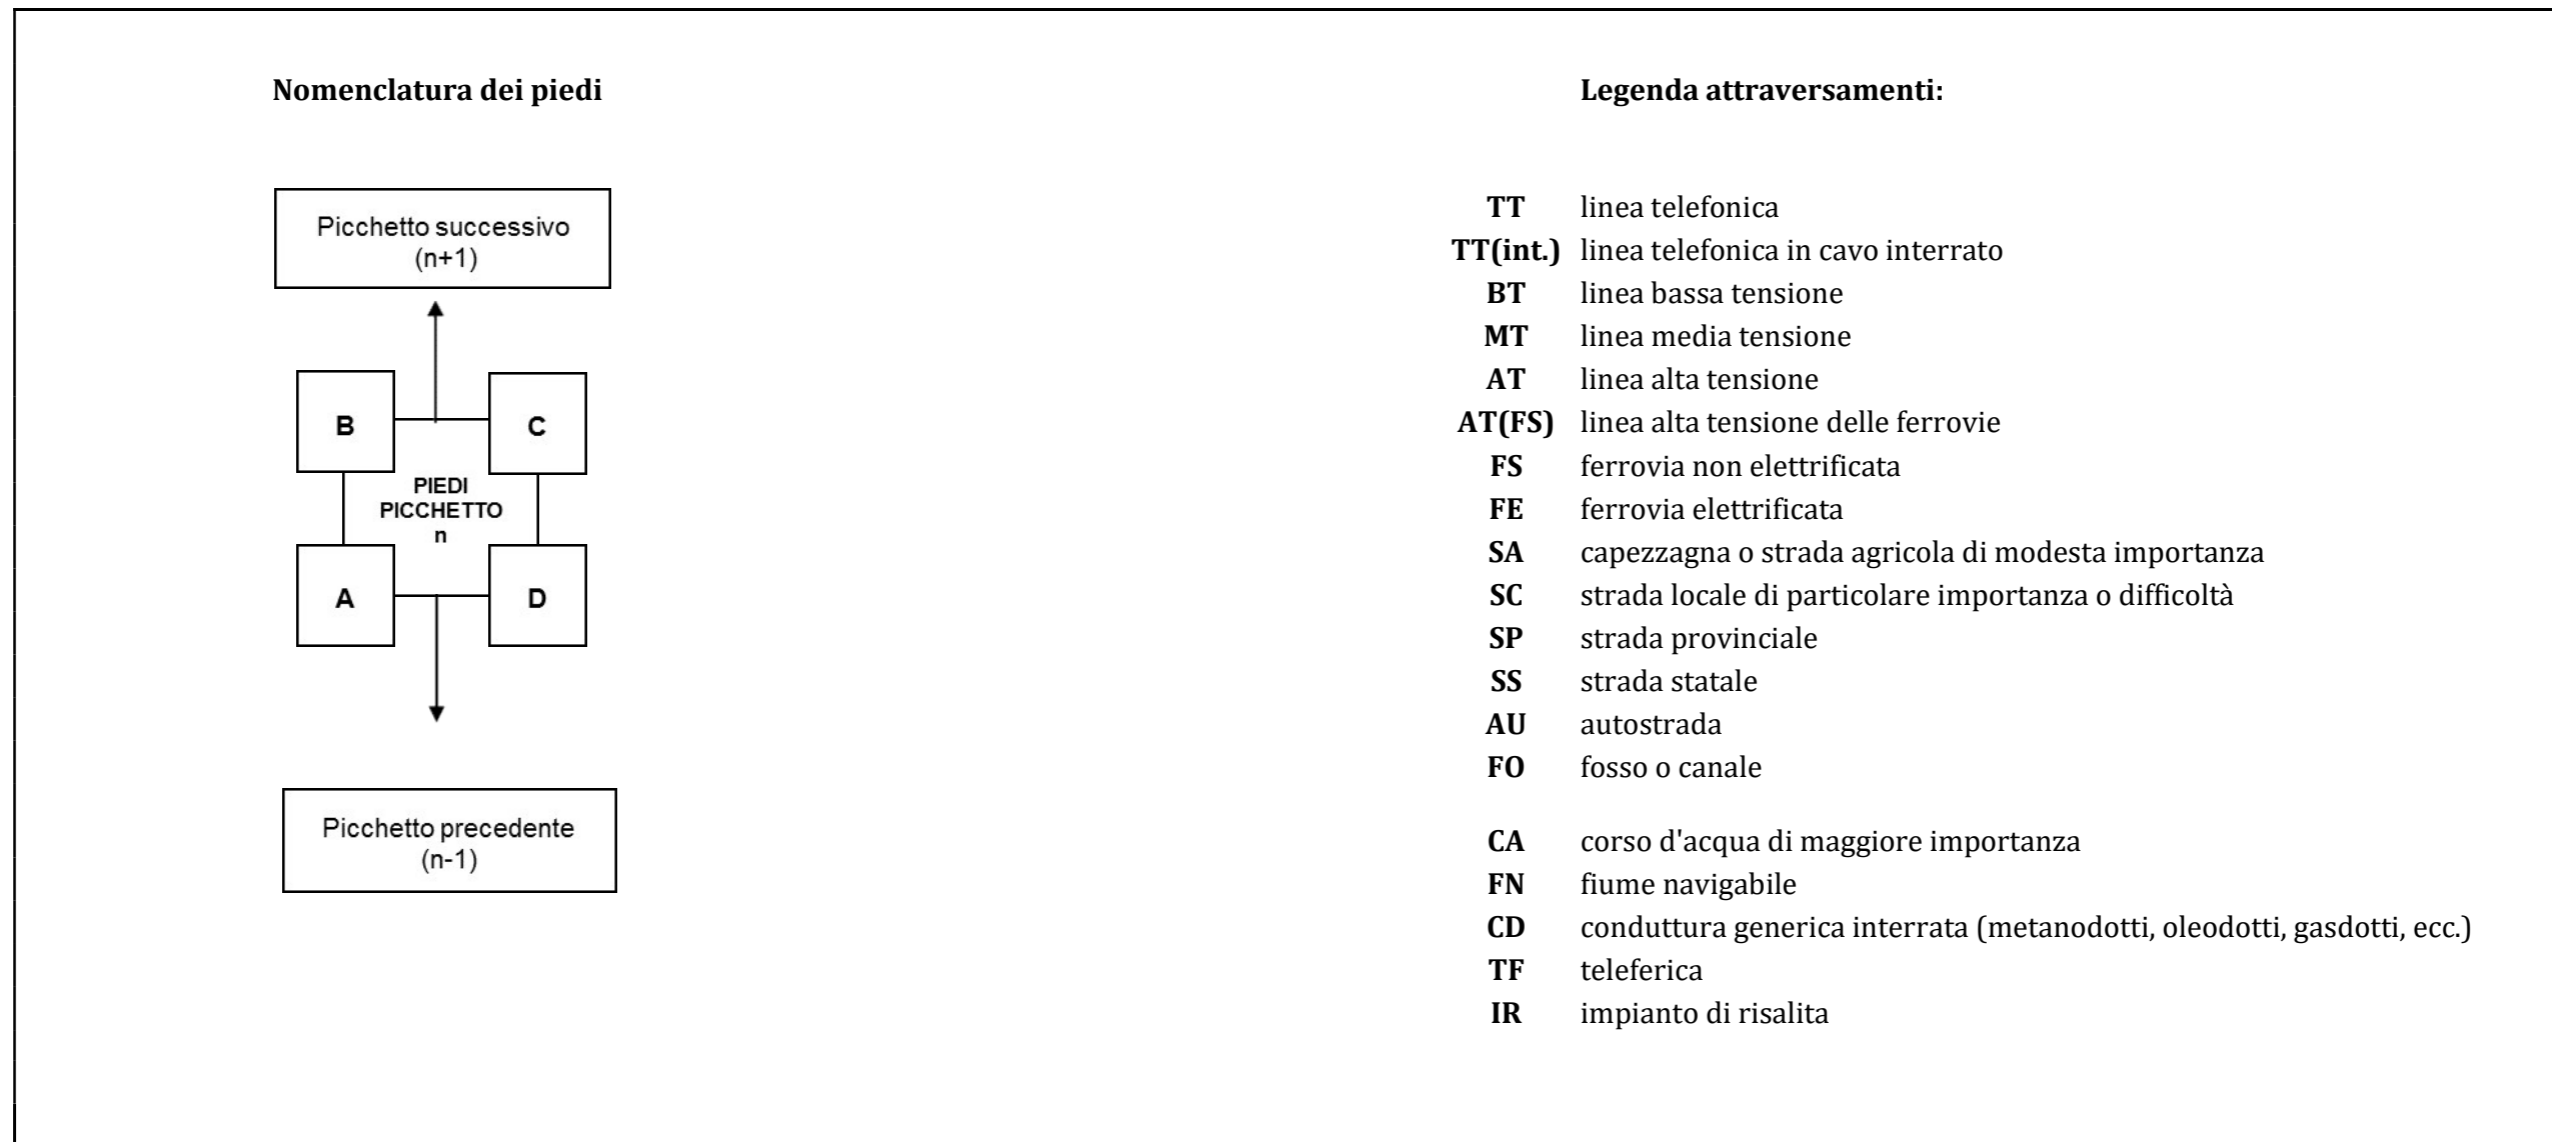 Nomenclatura dei piedi
Picchetto successivo
(n+1)
B
C
PIEDI
PICCHETTO
n
A
D
Picchetto precedente
(n-1)
Legenda attraversamenti:
TT linea telefonica
TT(int.) linea telefonica in cavo interrato
BT linea bassa tensione
MT linea media tensione
AT linea alta tensione
AT(FS) linea alta tensione delle ferrovie
FS ferrovia non elettrificata
FE ferrovia elettrificata
SA capezzagna o strada agricola di modesta importanza
SC strada locale di particolare importanza o difficoltà
SP strada provinciale
SS strada statale
AU autostrada
FO fosso o canale
CA corso d'acqua di maggiore importanza
FN fiume navigabile
CD conduttura generica interrata (metanodotti, oleodotti, gasdotti, ecc.)
TF teleferica
IR impianto di risalita